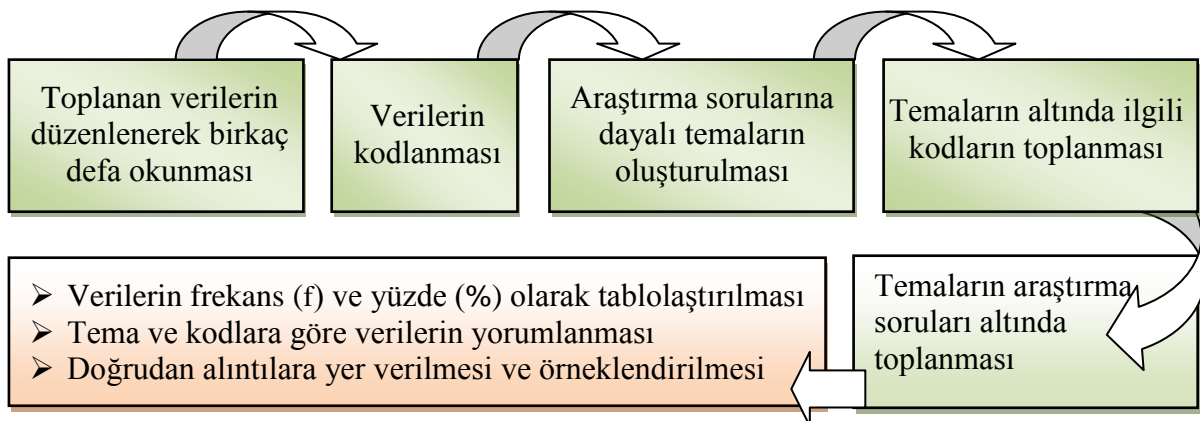 Toplanan verilerin
düzenlenerek birkaç
defa okunması
Verilerin
kodlanması
Araştırma sorularına
dayalı temaların
oluşturulması
Temaların altında ilgili
kodların toplanması
Temaların araştırma
soruları altında
toplanması
➢ Verilerin frekans (f) ve yüzde (%) olarak tablolaştırılması
➢ Tema ve kodlara göre verilerin yorumlanması
➢ Doğrudan alıntılara yer verilmesi ve örneklendirilmesi